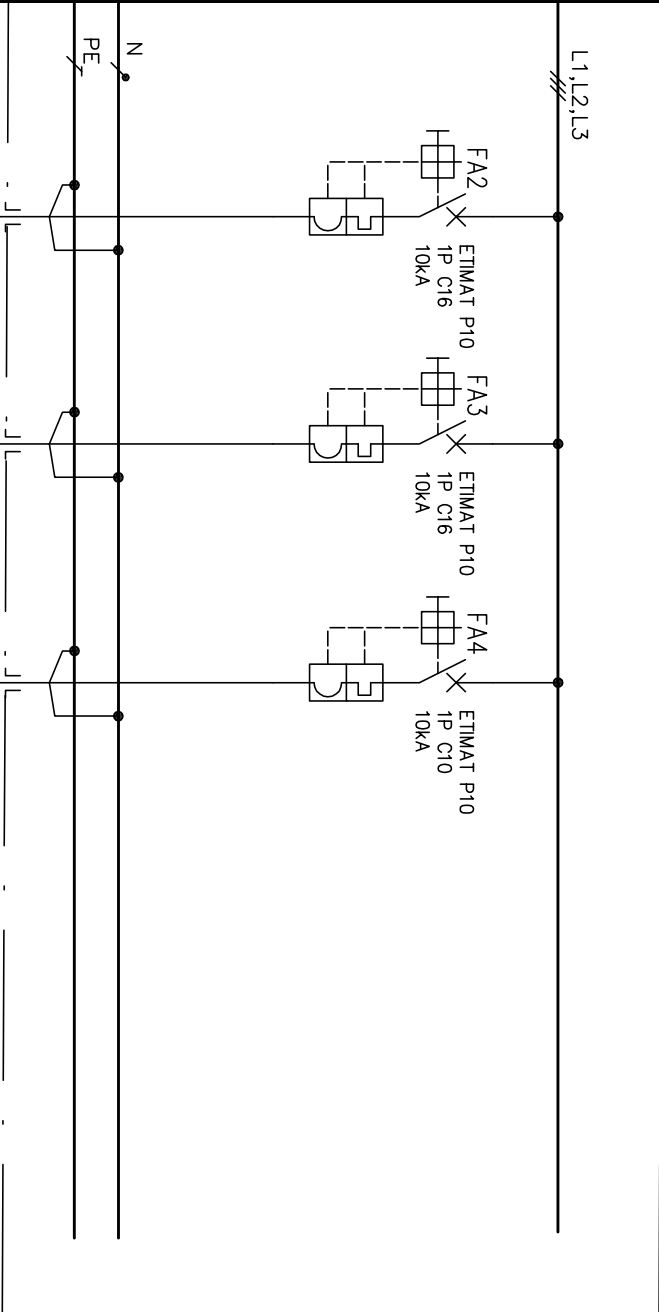 L1,L2,L3
N
PE
FA2
ETIMAT P10
1P C16
10kA
FA3
ETIMAT P10
1P C16
10kA
FA4
ETIMAT P10
1P C10
10kA